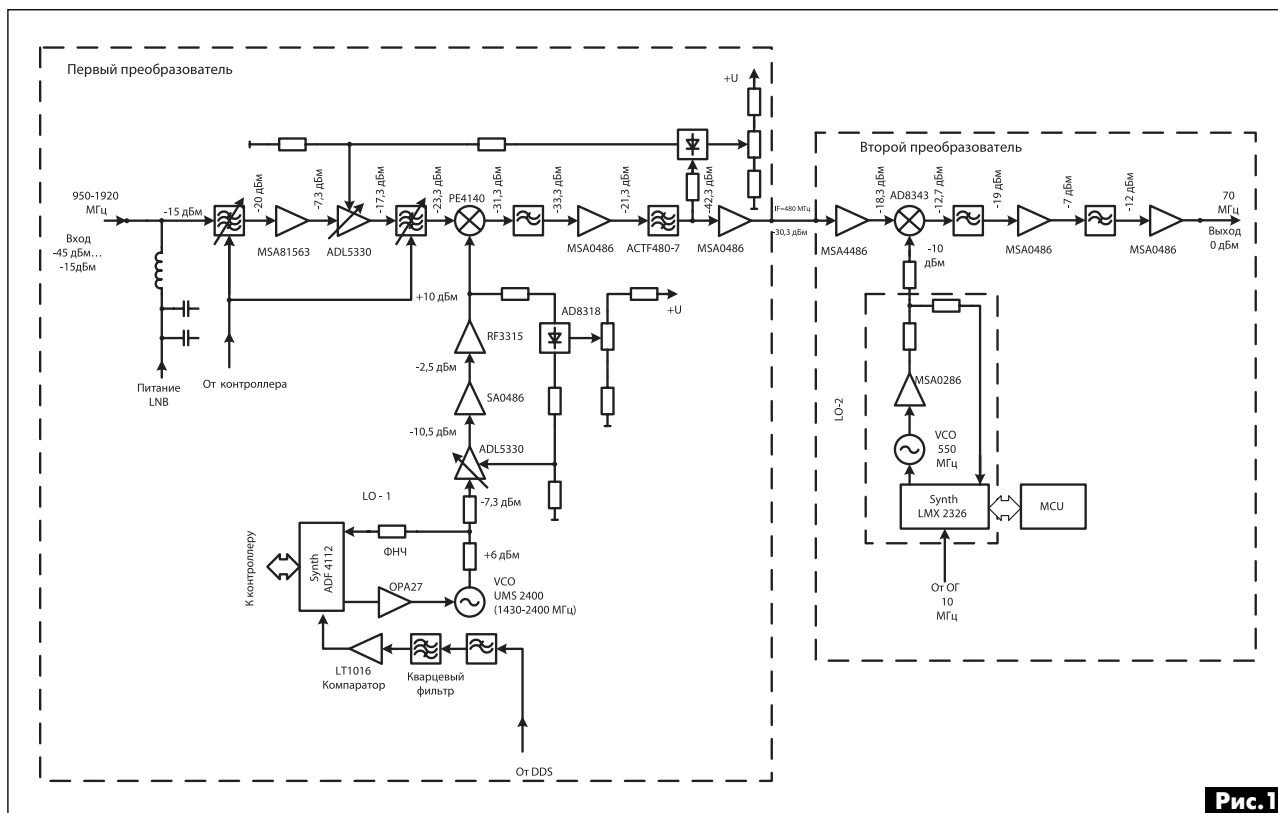 Первый преобразователь
+U
Второй преобразователь
950-1920
МГц
Вход
-45 дБм...
-15дБм
-15 дБм
-20 дБм
MSA81563
-7,3 дБм
ADL5330
-17,3 дБм
-23,3 дБм
PE4140
-31,3 дБм
-33,3 дБм
MSA0486
-21,3 дБм
ACTF480-7
-42,3 дБм
MSA0486
IF=480 МГц
-30,3 дБм
MSA4486
-18,3 дБм
AD8343
-12,7 дБм
-19 дБм
MSA0486
-7 дБм
-12 дБм
MSA0486
70
МГц
Выход
0 дБм
Питание
LNB
От контроллера
+10 дБм
AD8318
+U
RF3315
-2,5 дБм
SA0486
-10,5 дБм
ADL5330
LO - 1
-7,3 дБм
ФНЧ
+6 дБм
К контроллеру
Synth
ADF 4112
OPA27
VCO
UMS 2400
(1430-2400 МГц)
LT1016
Компаратор
Кварцевый
фильтр
От DDS
-10
дБм
LO-2
MSA0286
VCO
550
МГц
Synth
LMX 2326
MCU
От ОГ
10
МГц
Рис.1